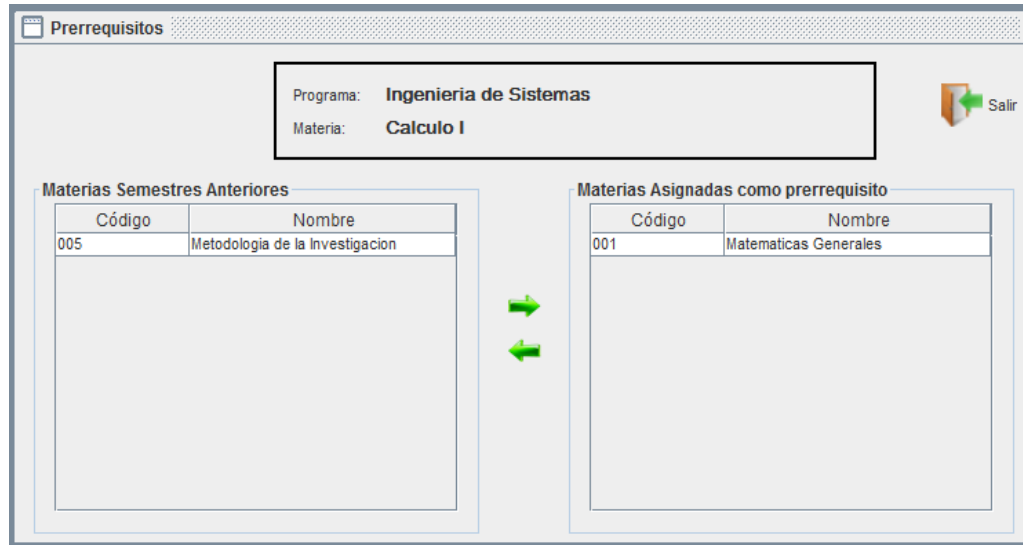 Prerrequisitos
Programa: Ingenieria de Sistemas
Materia: Calculo I
Salir
Materias Semestres Anteriores
Código Nombre
005 Metodologia de la Investigacion
Materias Asignadas como prerrequisito
Código Nombre
001 Matematicas Generales